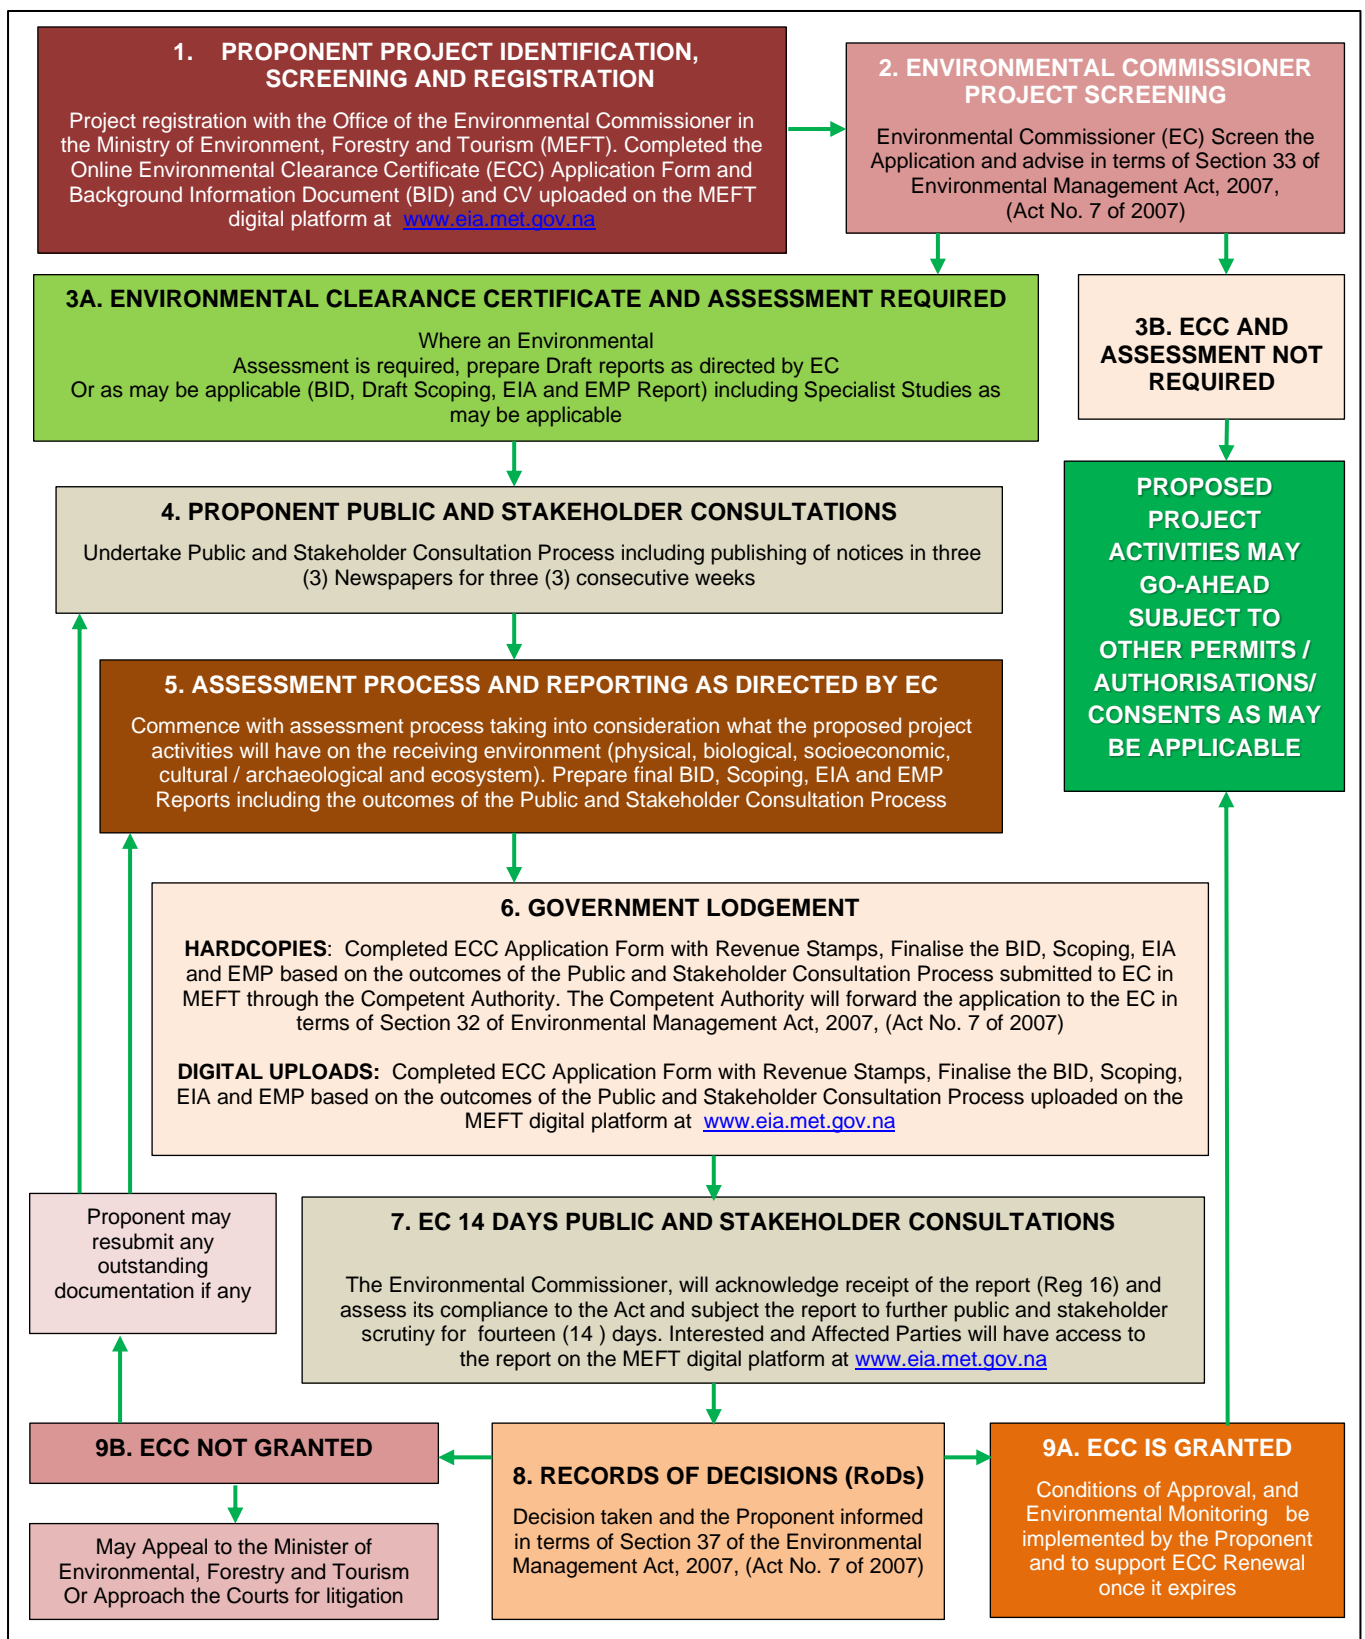 1. PROPONENT PROJECT IDENTIFICATION,
SCREENING AND REGISTRATION
Project registration with the Office of the Environmental Commissioner in
the Ministry of Environment, Forestry and Tourism (MEFT). Completed the
Online Environmental Clearance Certificate (ECC) Application Form and
Background Information Document (BID) and CV uploaded on the MEFT
digital platform at www.eia.met.gov.na
2. ENVIRONMENTAL COMMISSIONER
PROJECT SCREENING
Environmental Commissioner (EC) Screen the
Application and advise in terms of Section 33 of
Environmental Management Act, 2007,
(Act No. 7 of 2007)
3A. ENVIRONMENTAL CLEARANCE CERTIFICATE AND ASSESSMENT REQUIRED
Where an Environmental
Assessment is required, prepare Draft reports as directed by EC
Or as may be applicable (BID, Draft Scoping, EIA and EMP Report) including Specialist Studies as
may be applicable
3B. ECC AND
ASSESSMENT NOT
REQUIRED
4. PROPONENT PUBLIC AND STAKEHOLDER CONSULTATIONS
Undertake Public and Stakeholder Consultation Process including publishing of notices in three
(3) Newspapers for three (3) consecutive weeks
PROPOSED
PROJECT
ACTIVITIES MAY
GO-AHEAD
SUBJECT TO
OTHER PERMITS /
AUTHORISATIONS/
CONSENTS AS MAY
BE APPLICABLE
5. ASSESSMENT PROCESS AND REPORTING AS DIRECTED BY EC
Commence with assessment process taking into consideration what the proposed project
activities will have on the receiving environment (physical, biological, socioeconomic,
cultural / archaeological and ecosystem). Prepare final BID, Scoping, EIA and EMP
Reports including the outcomes of the Public and Stakeholder Consultation Process
6. GOVERNMENT LODGEMENT
HARDCOPIES: Completed ECC Application Form with Revenue Stamps, Finalise the BID, Scoping, EIA
and EMP based on the outcomes of the Public and Stakeholder Consultation Process submitted to EC in
MEFT through the Competent Authority. The Competent Authority will forward the application to the EC in
terms of Section 32 of Environmental Management Act, 2007, (Act No. 7 of 2007)
DIGITAL UPLOADS: Completed ECC Application Form with Revenue Stamps, Finalise the BID, Scoping,
EIA and EMP based on the outcomes of the Public and Stakeholder Consultation Process uploaded on the
MEFT digital platform at www.eia.met.gov.na
Proponent may
resubmit any
outstanding
documentation if any
7. EC 14 DAYS PUBLIC AND STAKEHOLDER CONSULTATIONS
The Environmental Commissioner, will acknowledge receipt of the report (Reg 16) and
assess its compliance to the Act and subject the report to further public and stakeholder
scrutiny for fourteen (14 ) days. Interested and Affected Parties will have access to
the report on the MEFT digital platform at www.eia.met.gov.na
9B. ECC NOT GRANTED
May Appeal to the Minister of
Environmental, Forestry and Tourism
Or Approach the Courts for litigation
8. RECORDS OF DECISIONS (RoDs)
Decision taken and the Proponent informed
in terms of Section 37 of the Environmental
Management Act, 2007, (Act No. 7 of 2007)
9A. ECC IS GRANTED
Conditions of Approval, and
Environmental Monitoring be
implemented by the Proponent
and to support ECC Renewal
once it expires